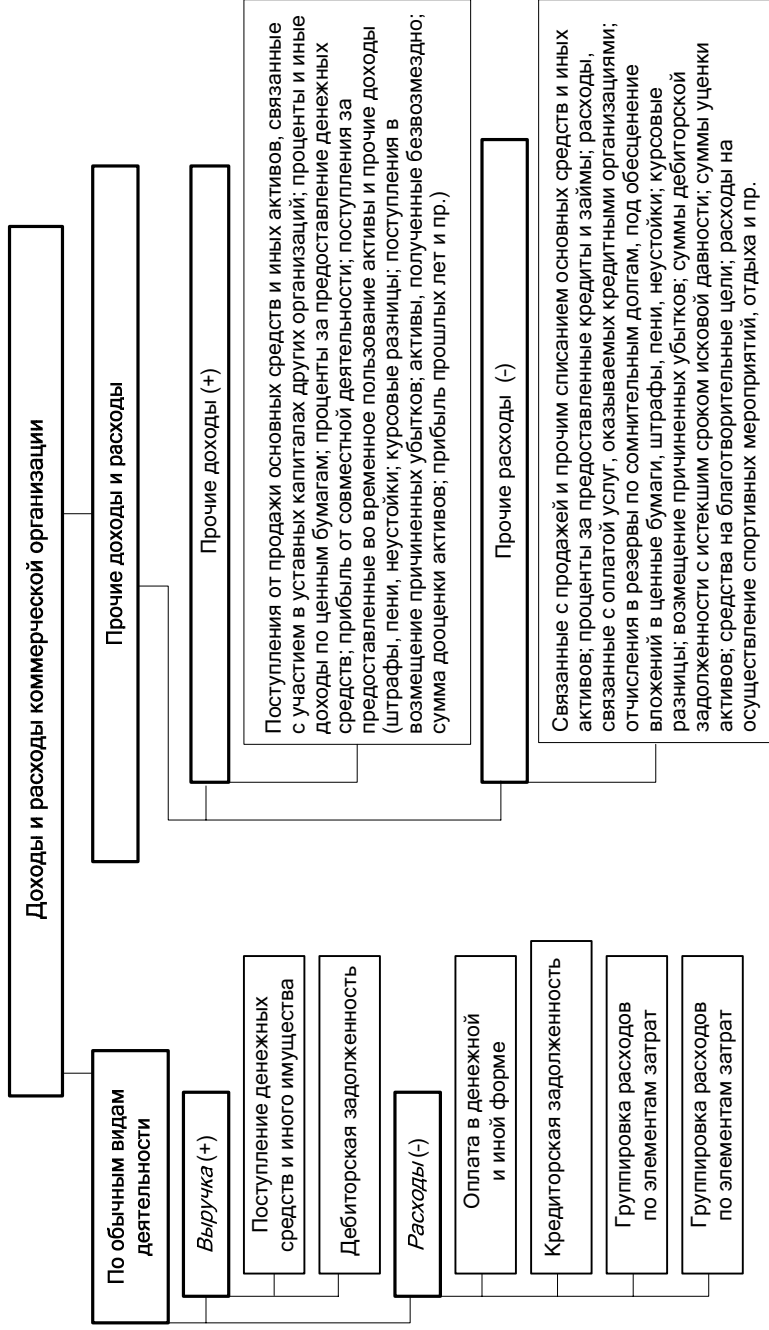 Доходы и расходы коммерческой организации
По обычным видам
деятельности
Выручка (+)
Поступление денежных
средств и иного имущества
Дебиторская задолженность
Расходы (-)
Оплата в денежной
и иной форме
Кредиторская задолженность
Группировка расходов
по элементам затрат
Группировка расходов
по элементам затрат
Прочие доходы и расходы
Прочие доходы (+)
Поступления от продажи основных средств и иных активов, связанные
с участием в уставных капиталах других организаций; проценты и иные
доходы по ценным бумагам; проценты за предоставление денежных
средств; прибыль от совместной деятельности; поступления за
предоставленные во временное пользование активы и прочие доходы
(штрафы, пени, неустойки; курсовые разницы; поступления в
возмещение причиненных убытков; активы, полученные безвозмездно;
сумма дооценки активов; прибыль прошлых лет и пр.)
Прочие расходы (-)
Связанные с продажей и прочим списанием основных средств и иных
активов; проценты за предоставленные кредиты и займы; расходы,
связанные с оплатой услуг, оказываемых кредитными организациями;
отчисления в резервы по сомнительным долгам, под обесценение
вложений в ценные бумаги, штрафы, пени, неустойки; курсовые
разницы; возмещение причиненных убытков; суммы дебиторской
задолженности с истекшим сроком исковой давности; суммы уценки
активов; средства на благотворительные цели; расходы на
осуществление спортивных мероприятий, отдыха и пр.